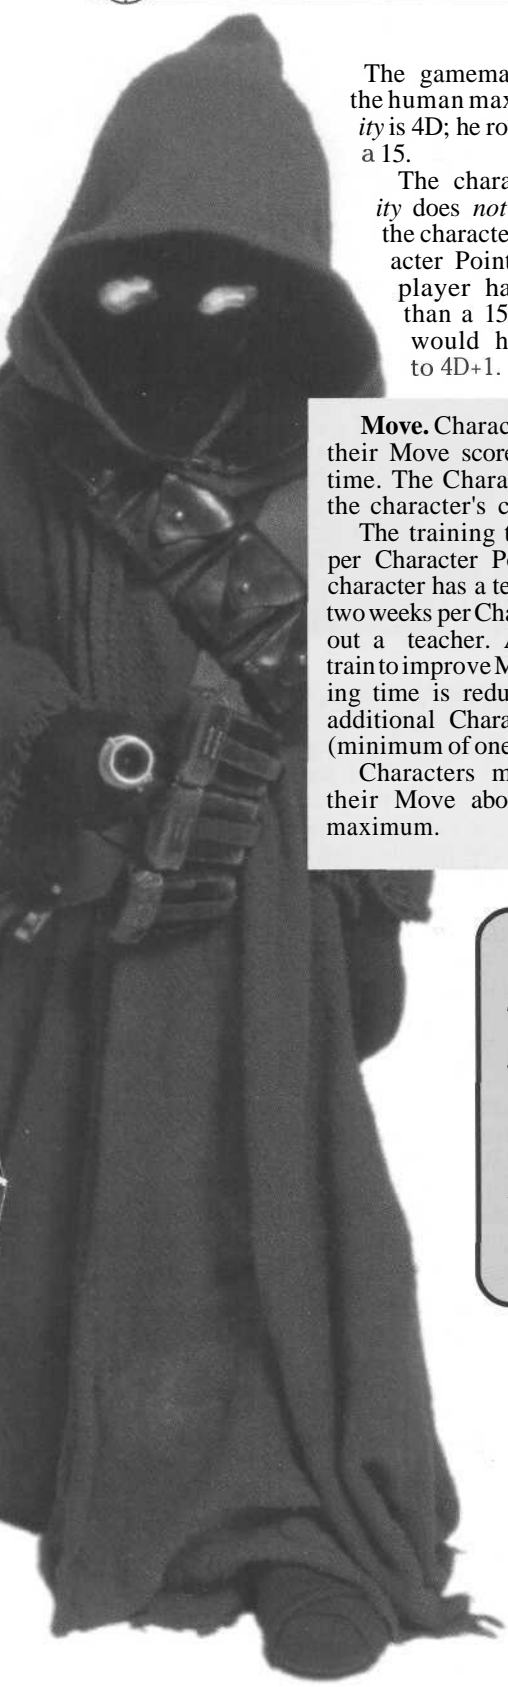 The gamema
the human max
ity is 4D; he ro
a 15.
The chara
ity does not
the characte
acter Point
player ha
than a 15
would h
to 4D+1.
Move. Charac
their Move score
time. The Chara
the character's c
The training t
per Character Po
character has a te
two weeks per Cha
out a teacher. A
train to improve M
ing time is redu
additional Chara
(minimum of one
Characters m
their Move abo
maximum.